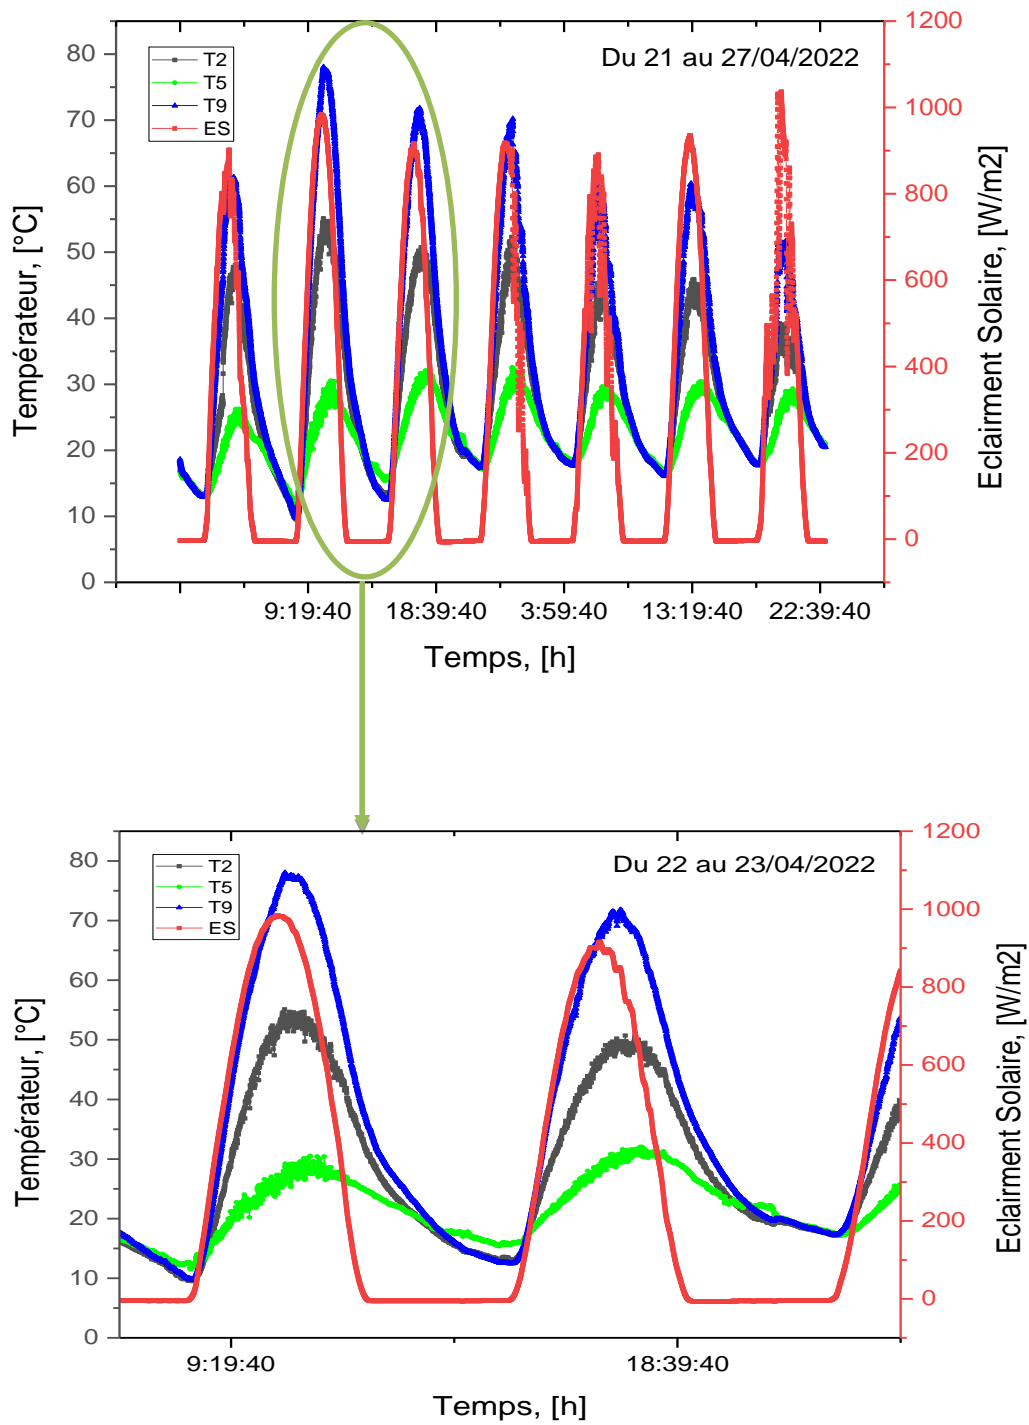 Du 21 au 27/04/2022
T2
T5
T9
ES
80
70
60
50
40
30
20
10
0
Températeur, [°C]
1200
1000
800
600
400
200
0
Eclairment Solaire, [W/m2]
9:19:40 18:39:40 3:59:40 13:19:40 22:39:40
Temps, [h]
Du 22 au 23/04/2022
T2
T5
T9
ES
80
70
60
50
40
30
20
10
0
Températeur, [°C]
1200
1000
800
600
400
200
0
Eclairment Solaire, [W/m2]
9:19:40 18:39:40
Temps, [h]